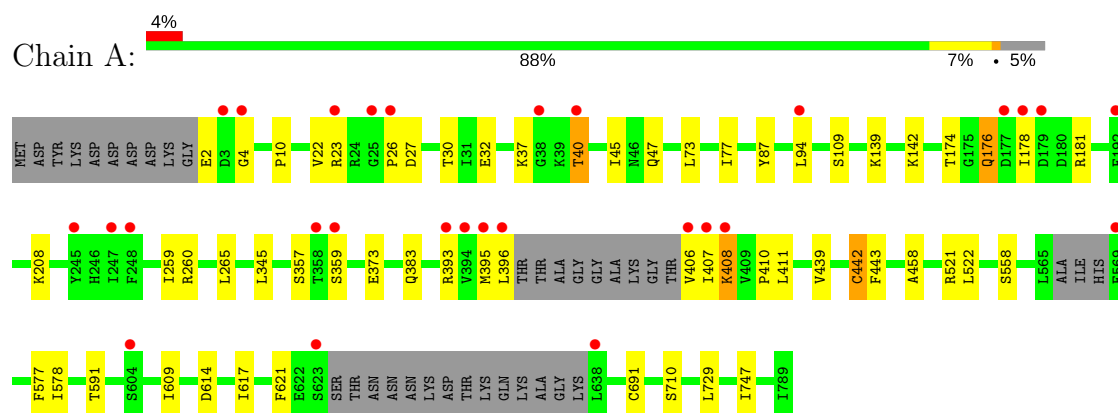 4%
Chain A:
88% 7% • 5%
MET ASP TYR LYS ASP ASP ASP ASP LYS GLY E2 D3 G4 P10 V22 R23 R24 G25 P26 D27 T30 I31 E32 K37 G38 K39 T40 I45 N46 Q47 L73 I77 Y87 L94 S109 K139 K142 T174 G175 Q176 D177 I178 D179 D180 R181
K208 Y245 H246 I247 F248 I259 R260 L265 L345 S357 T358 S359 E373 Q383 R393 V394 M395 L396 THR THR ALA GLY GLY ALA LYS GLY THR V406 I407 K408 V409 P410 L411 V439 C442 F443 A458 R521 L522 S558 L565 ALA ILE HIS
F577 I578 T591 S604 I609 D614 I617 F621 E622 S623 SER THR ASN ASN ASN LYS ASP THR LYS GLN LYS ALA GLY LYS L638 C691 S710 L729 I747 I789